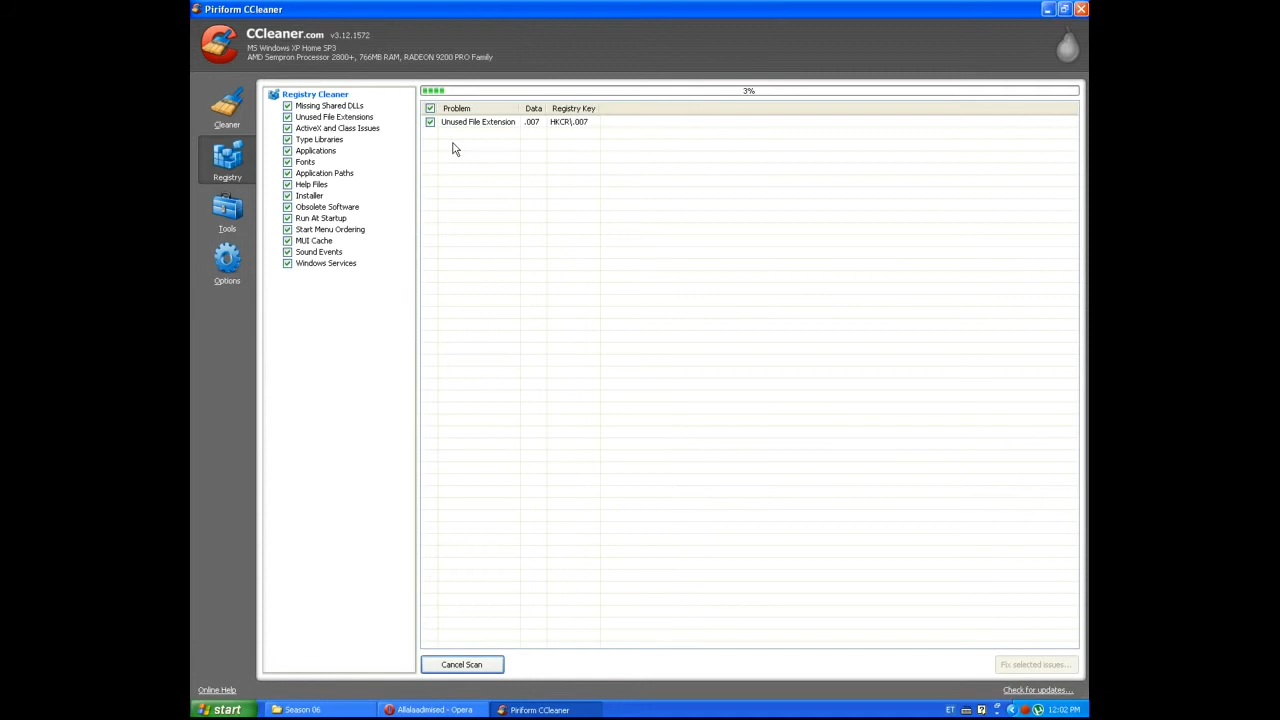 Piriform CCleaner
CCleaner.com v3.12.1572
MS Windows XP Home SP3
AMD Sempron Processor 2800+, 766MB RAM, RADEON 9200 PRO Family
Cleaner
Registry
Tools
Options
Registry Cleaner
Missing Shared DLLs
Unused File Extensions
ActiveX and Class Issues
Type Libraries
Applications
Fonts
Application Paths
Help Files
Installer
Obsolete Software
Run At Startup
Start Menu Ordering
MUI Cache
Sound Events
Windows Services
3%
Problem Data Registry Key
Unused File Extension .007 HKCR\.007
Cancel Scan Fix selected issues...
Online Help Check for updates...
start Season 06 Allalaadmised - Opera Piriform CCleaner ET 12:02 PM